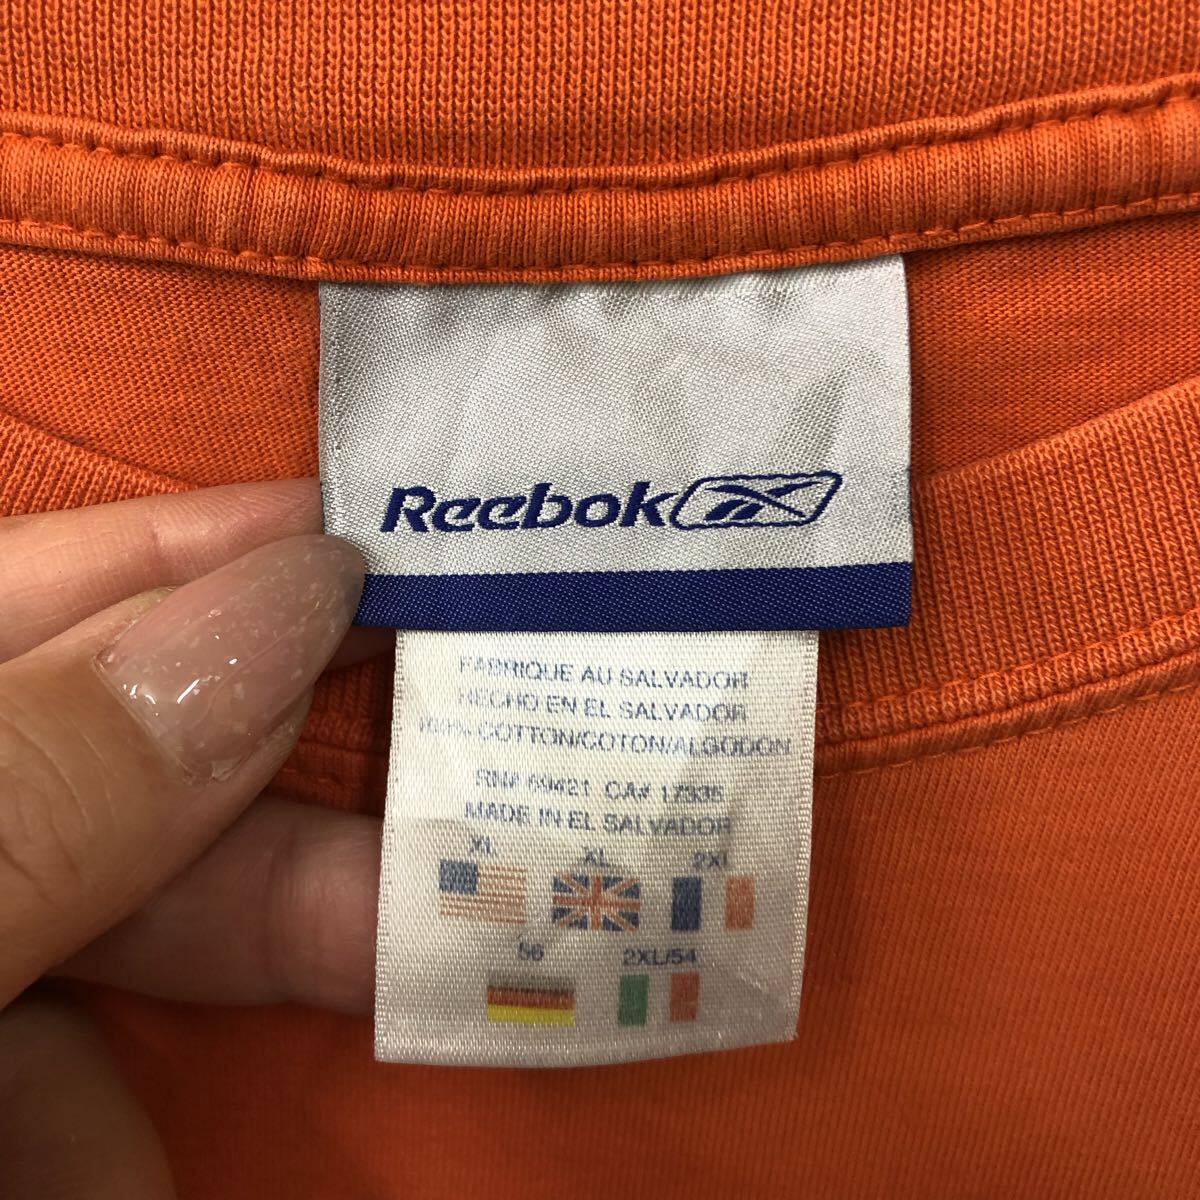 Reebok
FABRIQUE AU SALVADOR
HECHO EN EL SALVADOR
100% COTTON/COTON/ALGODON
RN# 69421 CA# 17335
MADE IN EL SALVADOR
XL XL 2XL
56 2XL/54